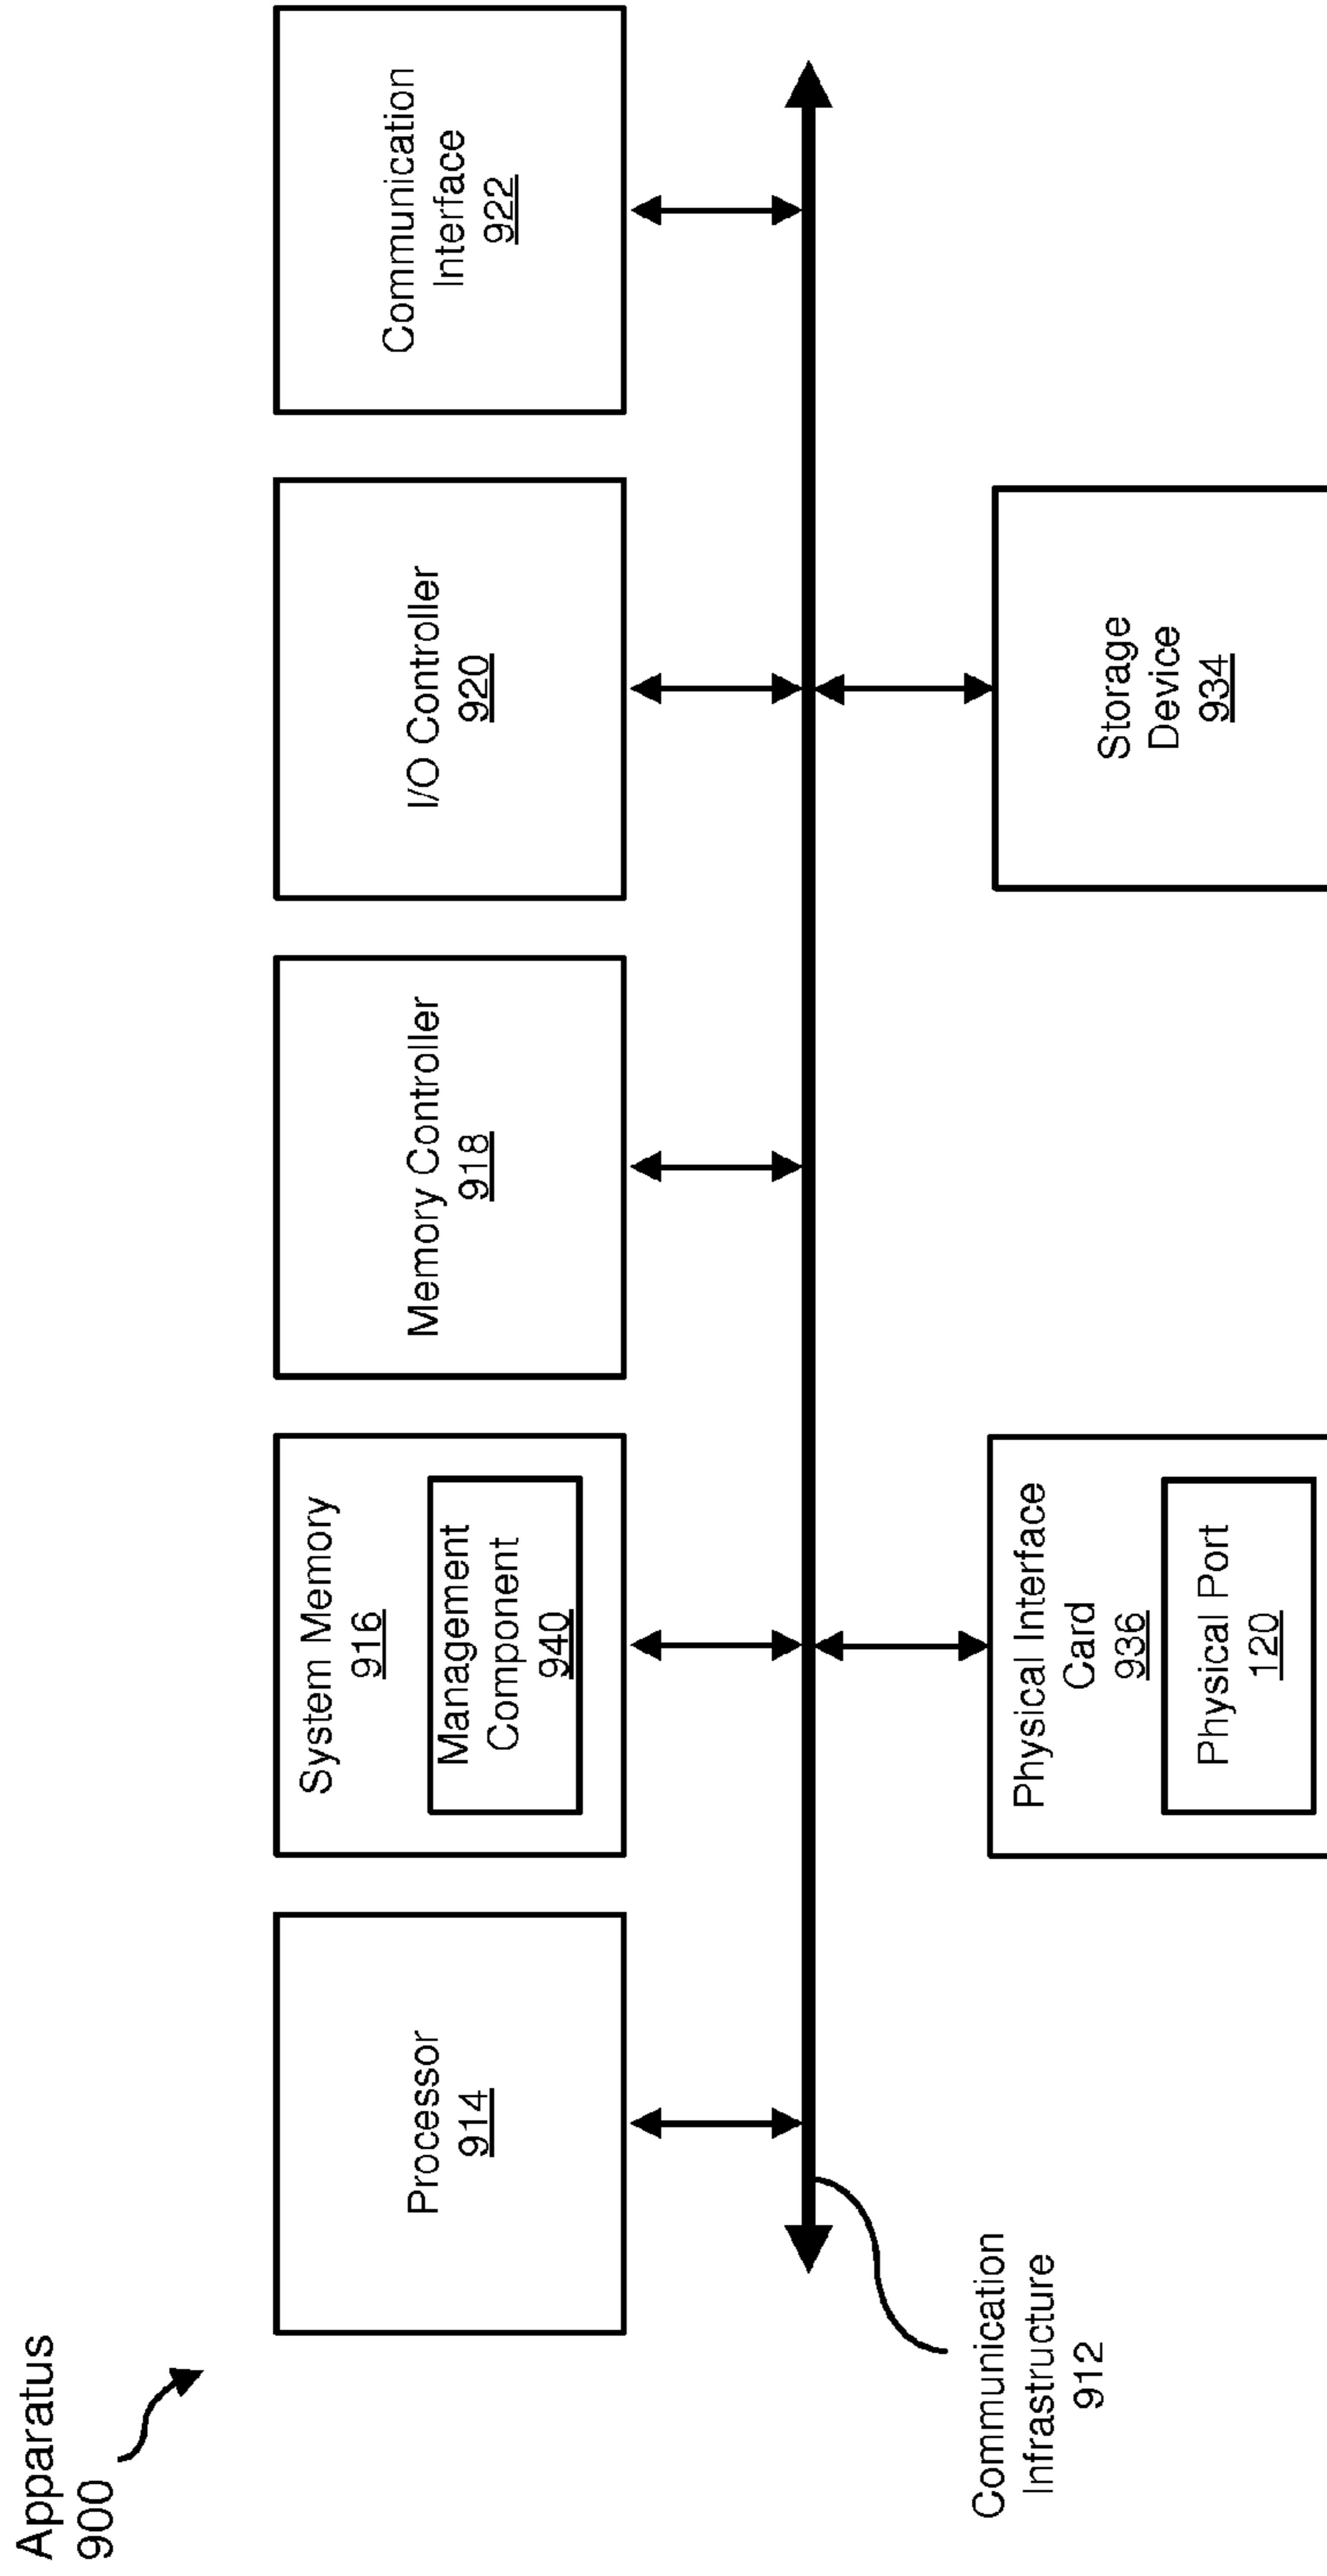 Apparatus
900
Processor
914
System Memory
916
Management
Component
940
Memory Controller
918
I/O Controller
920
Communication
Interface
922
Communication
Infrastructure
912
Physical Interface
Card
936
Physical Port
120
Storage
Device
934